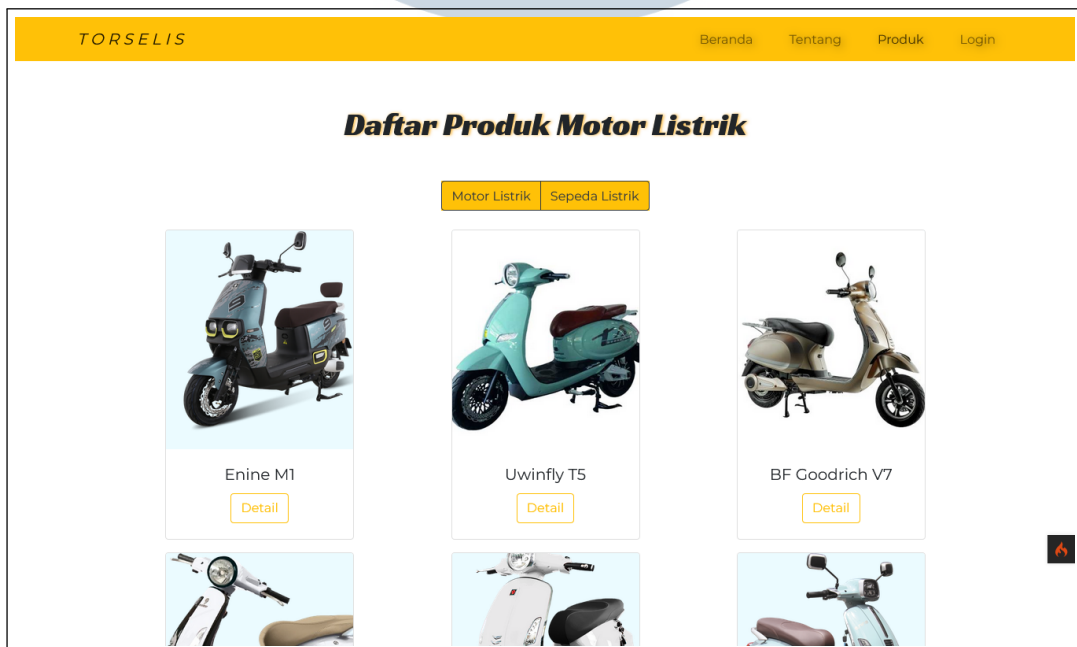 TORSELIS Beranda Tentang Produk Login
Daftar Produk Motor Listrik
Motor Listrik Sepeda Listrik
Enine M1 Uwinfly T5 BF Goodrich V7
Detail Detail Detail